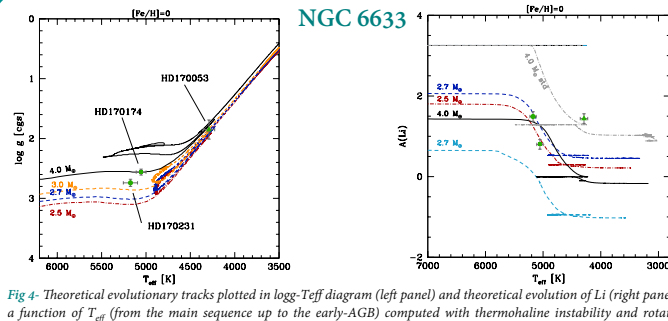 NGC 6633
[Fe/H]=0
0
1
2
3
4
log g [cgs]
HD170053
HD170174
HD170231
4.0 M⊙
3.0 M⊙
2.7 M⊙
2.5 M⊙
6000 5500 5000 4500 4000 3500
Teff [K]
[Fe/H]=0
4
2
0
-2
A(Li)
4.0 M⊙ std
2.7 M⊙
2.5 M⊙
4.0 M⊙
2.7 M⊙
7000 6000 5000 4000
Teff [K]
Fig 4- Theoretical evolutionary tracks plotted in logg-Teff diagram (left panel) and theoretical evolution of Li (right pane
a function of Teff (from the main sequence up to the early-AGB) computed with thermohaline instability and rota